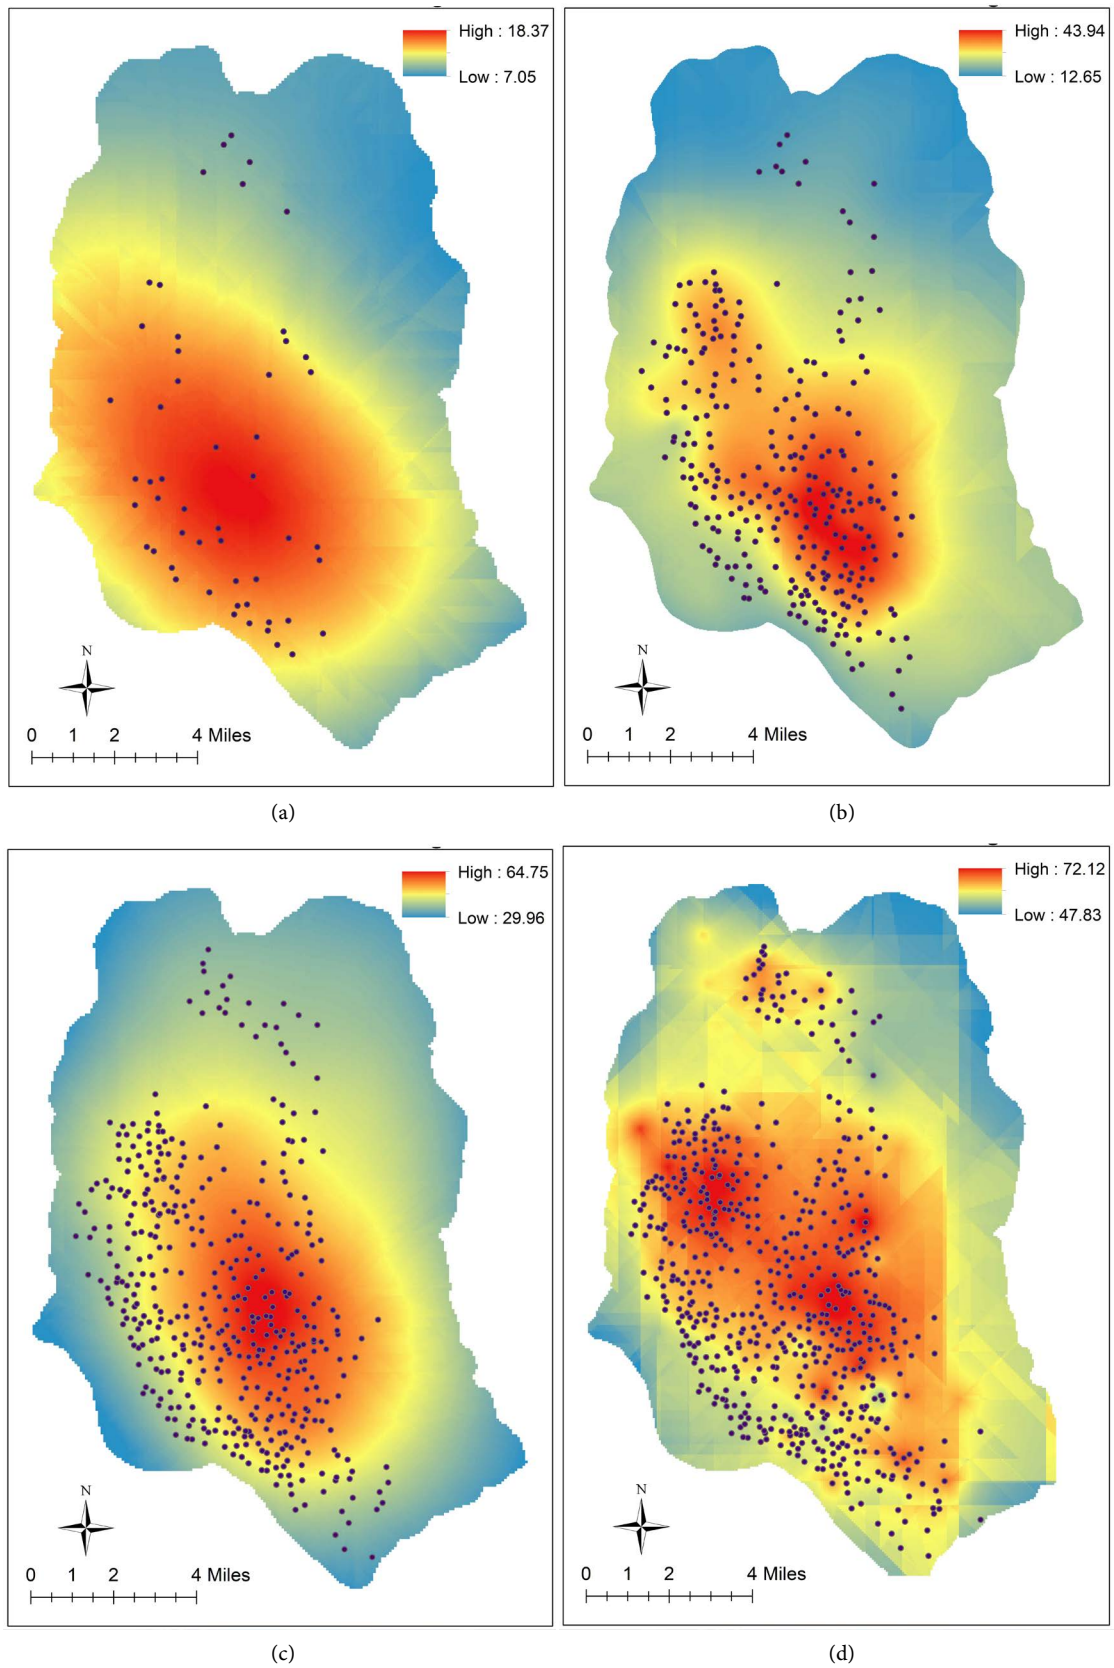 High : 18.37
Low : 7.05
N
0 1 2 4 Miles
(a)
High : 43.94
Low : 12.65
N
0 1 2 4 Miles
(b)
High : 64.75
Low : 29.96
N
0 1 2 4 Miles
(c)
High : 72.12
Low : 47.83
N
0 1 2 4 Miles
(d)